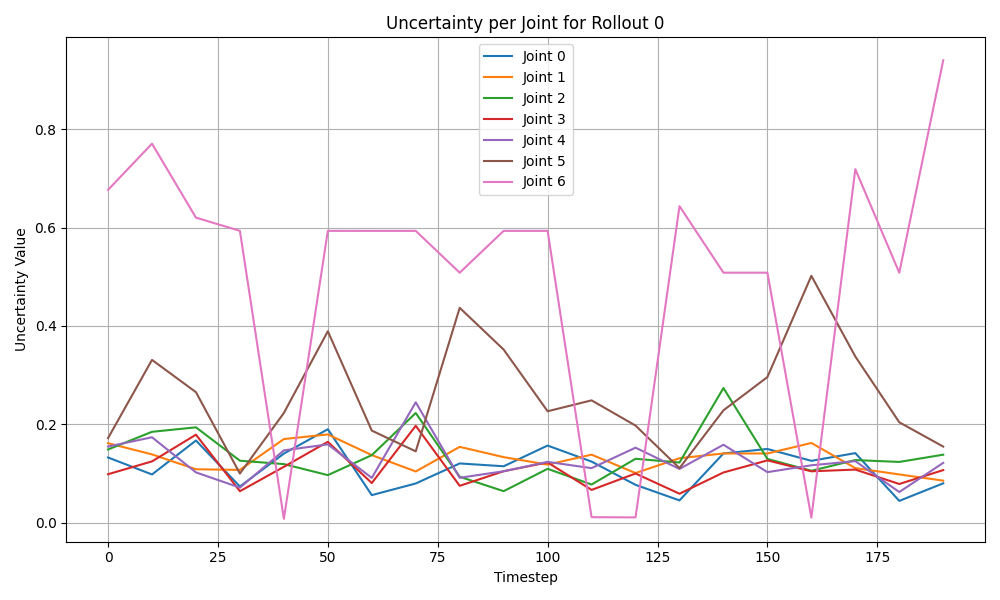 Uncertainty per Joint for Rollout 0
Joint 0
Joint 1
Joint 2
Joint 3
Joint 4
Joint 5
Joint 6
Uncertainty Value
0.8
0.6
0.4
0.2
0.0
0 25 50 75 100 125 150 175
Timestep